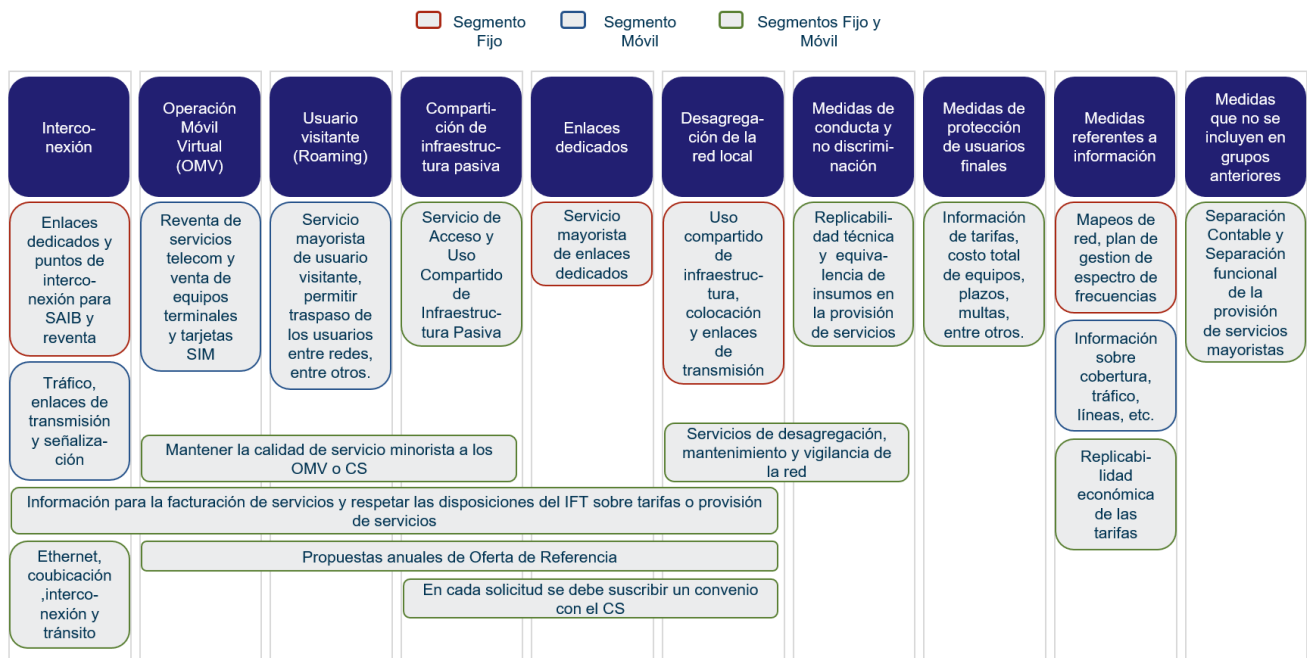 Segmento
Fijo
Segmento
Móvil
Segmentos Fijo y
Móvil
Interco-
nexión
Operación
Móvil
Virtual
(OMV)
Usuario
visitante
(Roaming)
Comparti-
ción de
infraestruc-
tura pasiva
Enlaces
dedicados
Desagrega-
ción de la
red local
Medidas de
conducta y
no discrimi-
nación
Medidas de
protección
de usuarios
finales
Medidas
referentes a
información
Medidas
que no se
incluyen en
grupos
anteriores
Enlaces
dedicados y
puntos de
interco-
nexión para
SAIB y
reventa
Reventa de
servicios
telecom y
venta de
equipos
terminales
y tarjetas
SIM
Servicio
mayorista
de usuario
visitante,
permitir
traspaso de
los usuarios
entre redes,
entre otros.
Servicio de
Acceso y
Uso
Compartido
de
Infraestruc-
tura Pasiva
Servicio
mayorista
de enlaces
dedicados
Uso
compartido
de
infraestruc-
tura,
colocación
y enlaces
de
transmisión
Replicabili-
dad técnica
y equiva-
lencia de
insumos en
la provisión
de servicios
Información
de tarifas,
costo total
de equipos,
plazos,
multas,
entre otros.
Mapeos de
red, plan de
gestion de
espectro de
frecuencias
Separación
Contable y
Separación
funcional
de la
provisión
de servicios
mayoristas
Tráfico,
enlaces de
transmisión
y señaliza-
ción
Información
sobre
cobertura,
tráfico,
líneas, etc.
Mantener la calidad de servicio minorista a los
OMV o CS
Servicios de desagregación,
mantenimiento y vigilancia de
la red
Replicabi-
lidad
económica
de las
tarifas
Información para la facturación de servicios y respetar las disposiciones del IFT sobre tarifas o provisión
de servicios
Ethernet,
coubicación
,interco-
nexión y
tránsito
Propuestas anuales de Oferta de Referencia
En cada solicitud se debe suscribir un convenio
con el CS